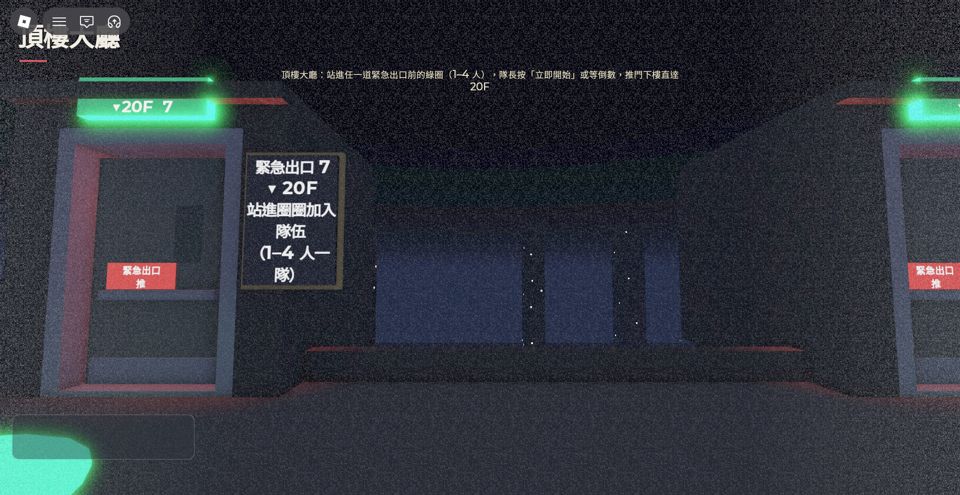 頂樓大廳
頂樓大廳：站進任一道緊急出口前的綠圈（1–4 人），隊長按「立即開始」或等倒數，推門下樓直達
20F
▼20F 7
緊急出口 7
▼ 20F
站進圈圈加入
隊伍
（1–4 人一
隊）
緊急出口
推
緊急出口
推